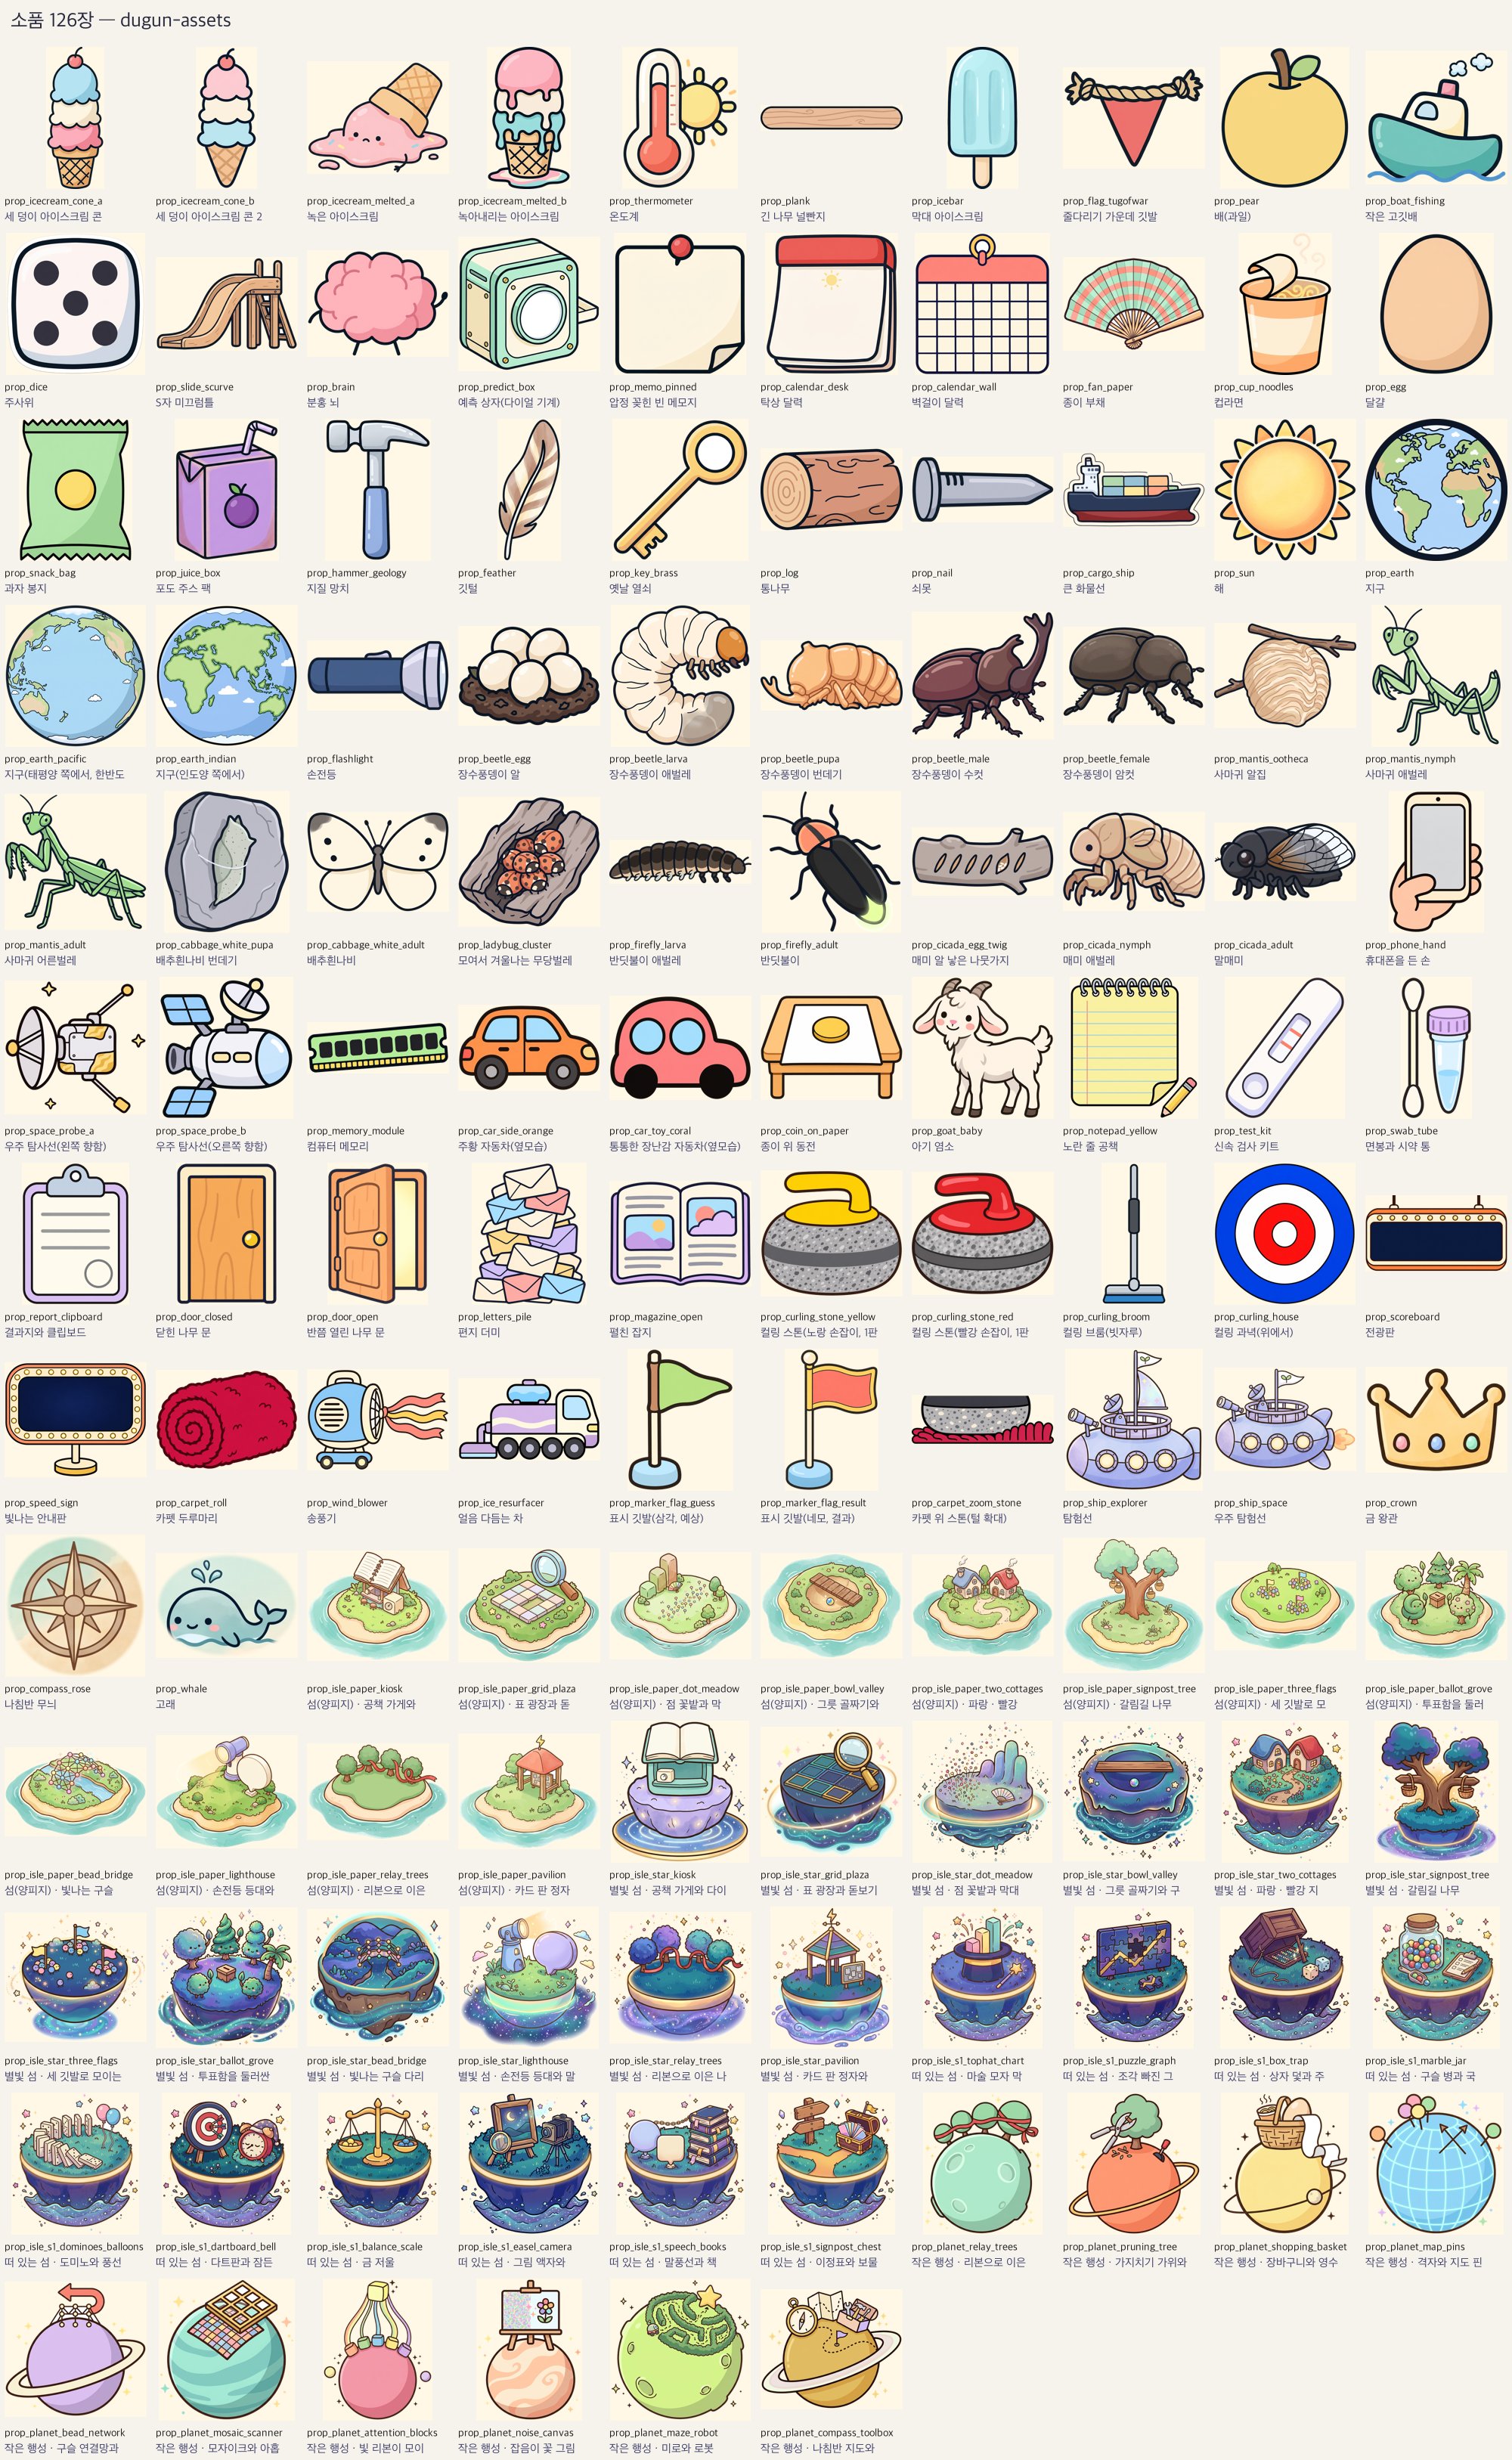 소품 126장 — dugun-assets
prop_icecream_cone_a prop_icecream_cone_b prop_icecream_melted_a prop_icecream_melted_b prop_thermometer prop_plank prop_icebar prop_flag_tugofwar prop_pear prop_boat_fishing
세 덩이 아이스크림 콘 세 덩이 아이스크림 콘 2 녹은 아이스크림 녹아내리는 아이스크림 온도계 긴 나무 널빤지 막대 아이스크림 줄다리기 가운데 깃발 배(과일) 작은 고깃배
prop_dice prop_slide_scurve prop_brain prop_predict_box prop_memo_pinned prop_calendar_desk prop_calendar_wall prop_fan_paper prop_cup_noodles prop_egg
주사위 S자 미끄럼틀 분홍 뇌 예측 상자(다이얼 기계) 압정 꽂힌 빈 메모지 탁상 달력 벽걸이 달력 종이 부채 컵라면 달걀
prop_snack_bag prop_juice_box prop_hammer_geology prop_feather prop_key_brass prop_log prop_nail prop_cargo_ship prop_sun prop_earth
과자 봉지 포도 주스 팩 지질 망치 깃털 옛날 열쇠 통나무 쇠못 큰 화물선 해 지구
prop_earth_pacific prop_earth_indian prop_flashlight prop_beetle_egg prop_beetle_larva prop_beetle_pupa prop_beetle_male prop_beetle_female prop_mantis_ootheca prop_mantis_nymph
지구(태평양 쪽에서, 한반도 지구(인도양 쪽에서) 손전등 장수풍뎅이 알 장수풍뎅이 애벌레 장수풍뎅이 번데기 장수풍뎅이 수컷 장수풍뎅이 암컷 사마귀 알집 사마귀 애벌레
prop_mantis_adult prop_cabbage_white_pupa prop_cabbage_white_adult prop_ladybug_cluster prop_firefly_larva prop_firefly_adult prop_cicada_egg_twig prop_cicada_nymph prop_cicada_adult prop_phone_hand
사마귀 어른벌레 배추흰나비 번데기 배추흰나비 모여서 겨울나는 무당벌레 반딧불이 애벌레 반딧불이 매미 알 낳은 나뭇가지 매미 애벌레 말매미 휴대폰을 든 손
prop_space_probe_a prop_space_probe_b prop_memory_module prop_car_side_orange prop_car_toy_coral prop_coin_on_paper prop_goat_baby prop_notepad_yellow prop_test_kit prop_swab_tube
우주 탐사선(왼쪽 향함) 우주 탐사선(오른쪽 향함) 컴퓨터 메모리 주황 자동차(옆모습) 통통한 장난감 자동차(옆모습) 종이 위 동전 아기 염소 노란 줄 공책 신속 검사 키트 면봉과 시약 통
prop_report_clipboard prop_door_closed prop_door_open prop_letters_pile prop_magazine_open prop_curling_stone_yellow prop_curling_stone_red prop_curling_broom prop_curling_house prop_scoreboard
결과지와 클립보드 닫힌 나무 문 반쯤 열린 나무 문 편지 더미 펼친 잡지 컬링 스톤(노랑 손잡이, 1판 컬링 스톤(빨강 손잡이, 1판 컬링 브룸(빗자루) 컬링 과녁(위에서) 전광판
prop_speed_sign prop_carpet_roll prop_wind_blower prop_ice_resurfacer prop_marker_flag_guess prop_marker_flag_result prop_carpet_zoom_stone prop_ship_explorer prop_ship_space prop_crown
빛나는 안내판 카펫 두루마리 송풍기 얼음 다듬는 차 표시 깃발(삼각, 예상) 표시 깃발(네모, 결과) 카펫 위 스톤(털 확대) 탐험선 우주 탐험선 금 왕관
prop_compass_rose prop_whale prop_isle_paper_kiosk prop_isle_paper_grid_plaza prop_isle_paper_dot_meadow prop_isle_paper_bowl_valley prop_isle_paper_two_cottages prop_isle_paper_signpost_tree prop_isle_paper_three_flags prop_isle_paper_ballot_grove
나침반 무늬 고래 섬(양피지) · 공책 가게와 섬(양피지) · 표 광장과 돋 섬(양피지) · 점 꽃밭과 막 섬(양피지) · 그릇 골짜기와 섬(양피지) · 파랑 · 빨강 섬(양피지) · 갈림길 나무 섬(양피지) · 세 깃발로 모 섬(양피지) · 투표함을 둘러
prop_isle_paper_bead_bridge prop_isle_paper_lighthouse prop_isle_paper_relay_trees prop_isle_paper_pavilion prop_isle_star_kiosk prop_isle_star_grid_plaza prop_isle_star_dot_meadow prop_isle_star_bowl_valley prop_isle_star_two_cottages prop_isle_star_signpost_tree
섬(양피지) · 빛나는 구슬 섬(양피지) · 손전등 등대와 섬(양피지) · 리본으로 이은 섬(양피지) · 카드 판 정자 별빛 섬 · 공책 가게와 다이 별빛 섬 · 표 광장과 돋보기 별빛 섬 · 점 꽃밭과 막대 별빛 섬 · 그릇 골짜기와 구 별빛 섬 · 파랑 · 빨강 지 별빛 섬 · 갈림길 나무
prop_isle_star_three_flags prop_isle_star_ballot_grove prop_isle_star_bead_bridge prop_isle_star_lighthouse prop_isle_star_relay_trees prop_isle_star_pavilion prop_isle_s1_tophat_chart prop_isle_s1_puzzle_graph prop_isle_s1_box_trap prop_isle_s1_marble_jar
별빛 섬 · 세 깃발로 모이는 별빛 섬 · 투표함을 둘러싼 별빛 섬 · 빛나는 구슬 다리 별빛 섬 · 손전등 등대와 말 별빛 섬 · 리본으로 이은 나 별빛 섬 · 카드 판 정자와 떠 있는 섬 · 마술 모자 막 떠 있는 섬 · 조각 빠진 그 떠 있는 섬 · 상자 덫과 주 떠 있는 섬 · 구슬 병과 국
prop_isle_s1_dominoes_balloons prop_isle_s1_dartboard_bell prop_isle_s1_balance_scale prop_isle_s1_easel_camera prop_isle_s1_speech_books prop_isle_s1_signpost_chest prop_planet_relay_trees prop_planet_pruning_tree prop_planet_shopping_basket prop_planet_map_pins
떠 있는 섬 · 도미노와 풍선 떠 있는 섬 · 다트판과 잠든 떠 있는 섬 · 금 저울 떠 있는 섬 · 그림 액자와 떠 있는 섬 · 말풍선과 책 떠 있는 섬 · 이정표와 보물 작은 행성 · 리본으로 이은 작은 행성 · 가지치기 가위와 작은 행성 · 장바구니와 영수 작은 행성 · 격자와 지도 핀
prop_planet_bead_network prop_planet_mosaic_scanner prop_planet_attention_blocks prop_planet_noise_canvas prop_planet_maze_robot prop_planet_compass_toolbox
작은 행성 · 구슬 연결망과 작은 행성 · 모자이크와 아홉 작은 행성 · 빛 리본이 모이 작은 행성 · 잡음이 꽃 그림 작은 행성 · 미로와 로봇 작은 행성 · 나침반 지도와